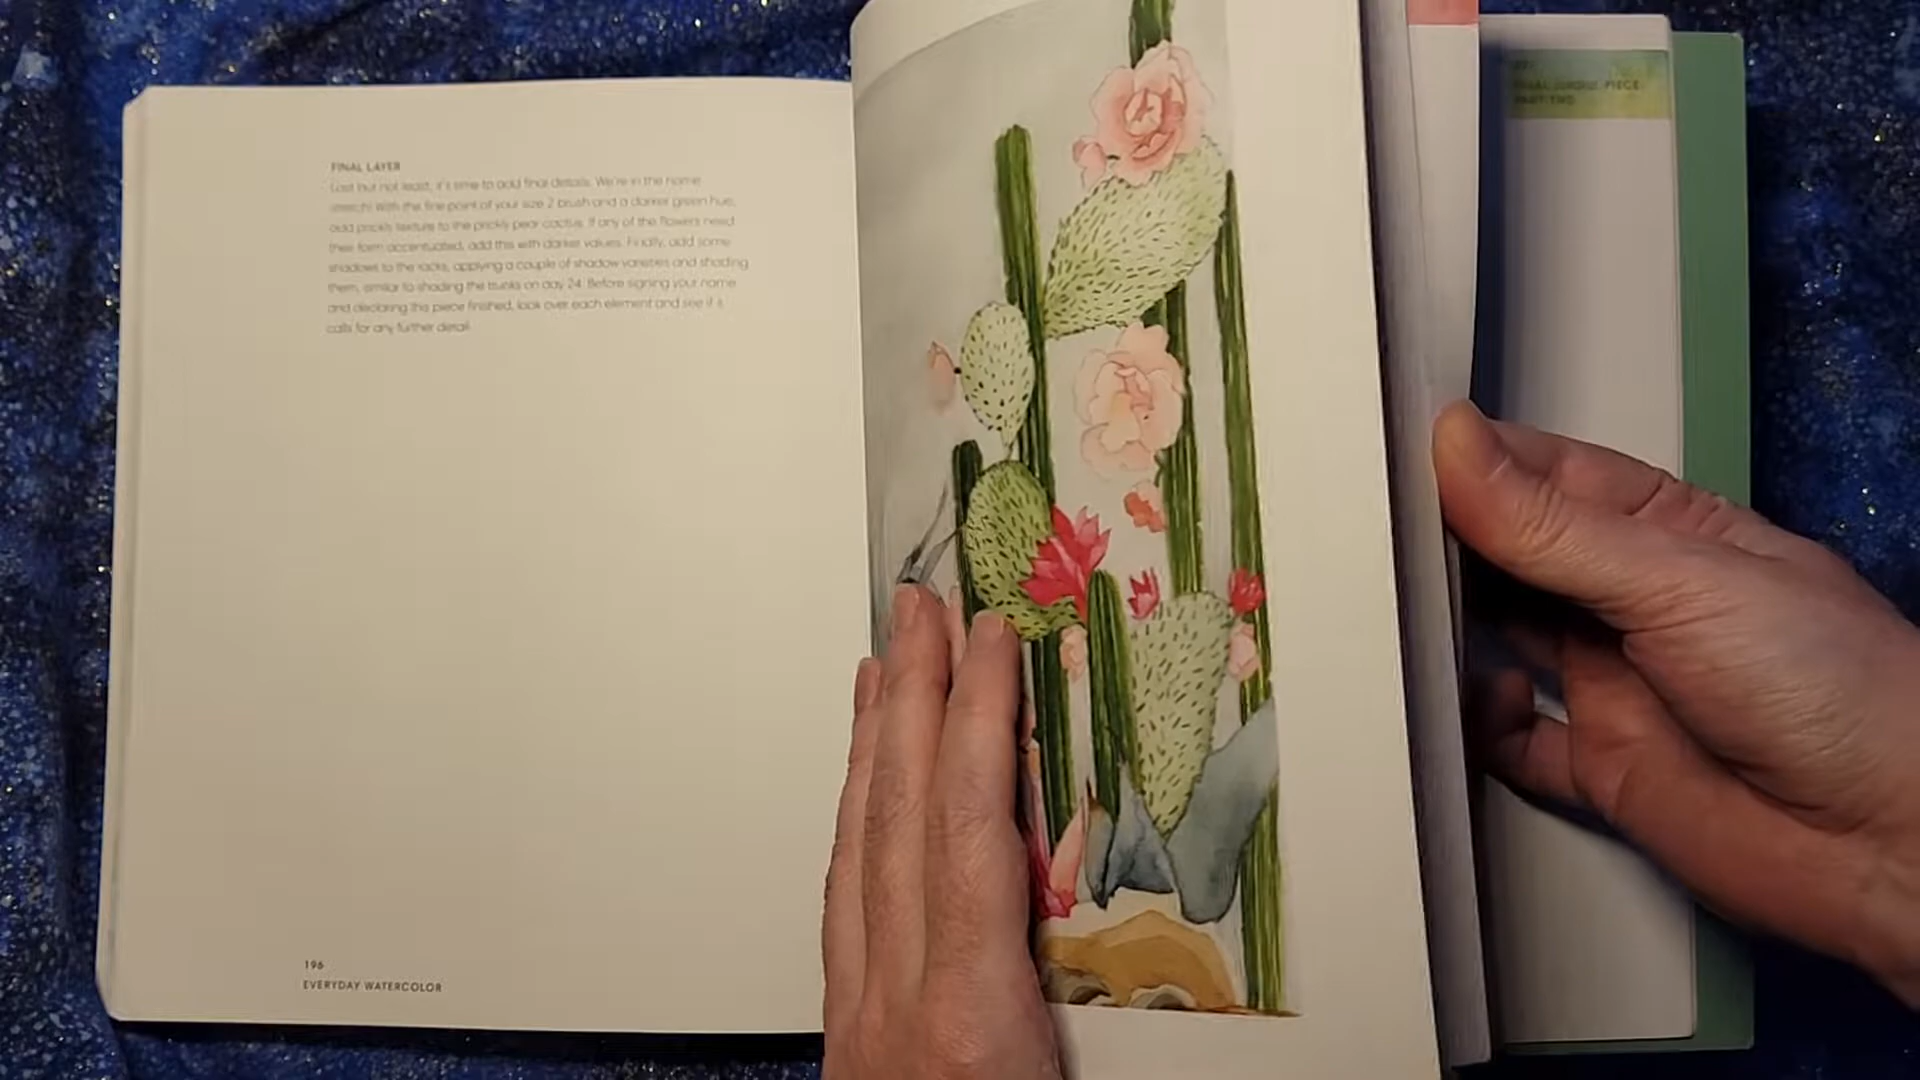 FINAL LAYER
Last but not least, it's time to add final details. We're in the home
stretch! With the fine point of your size 2 brush and a darker green hue,
add prickly texture to the prickly pear cactus. If any of the flowers need
their form accentuated, add this with darker values. Finally, add some
shadows to the rocks, applying a couple of shadow varieties and shading
them, similar to shading the trunks on day 24. Before signing your name
and declaring this piece finished, look over each element and see if it
calls for any further detail.
196
EVERYDAY WATERCOLOR
PIECE:
PART TWO